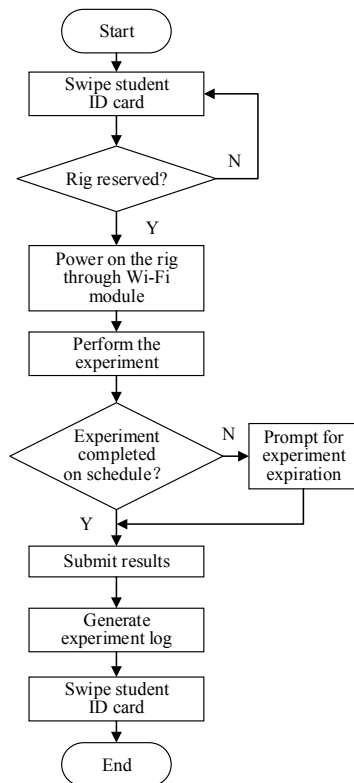 Start
Swipe student
ID card
N
Rig reserved?
Y
Power on the rig
through Wi-Fi
module
Perform the
experiment
Experiment
completed
on schedule?
N
Prompt for
experiment
expiration
Y
Submit results
Generate
experiment log
Swipe student
ID card
End